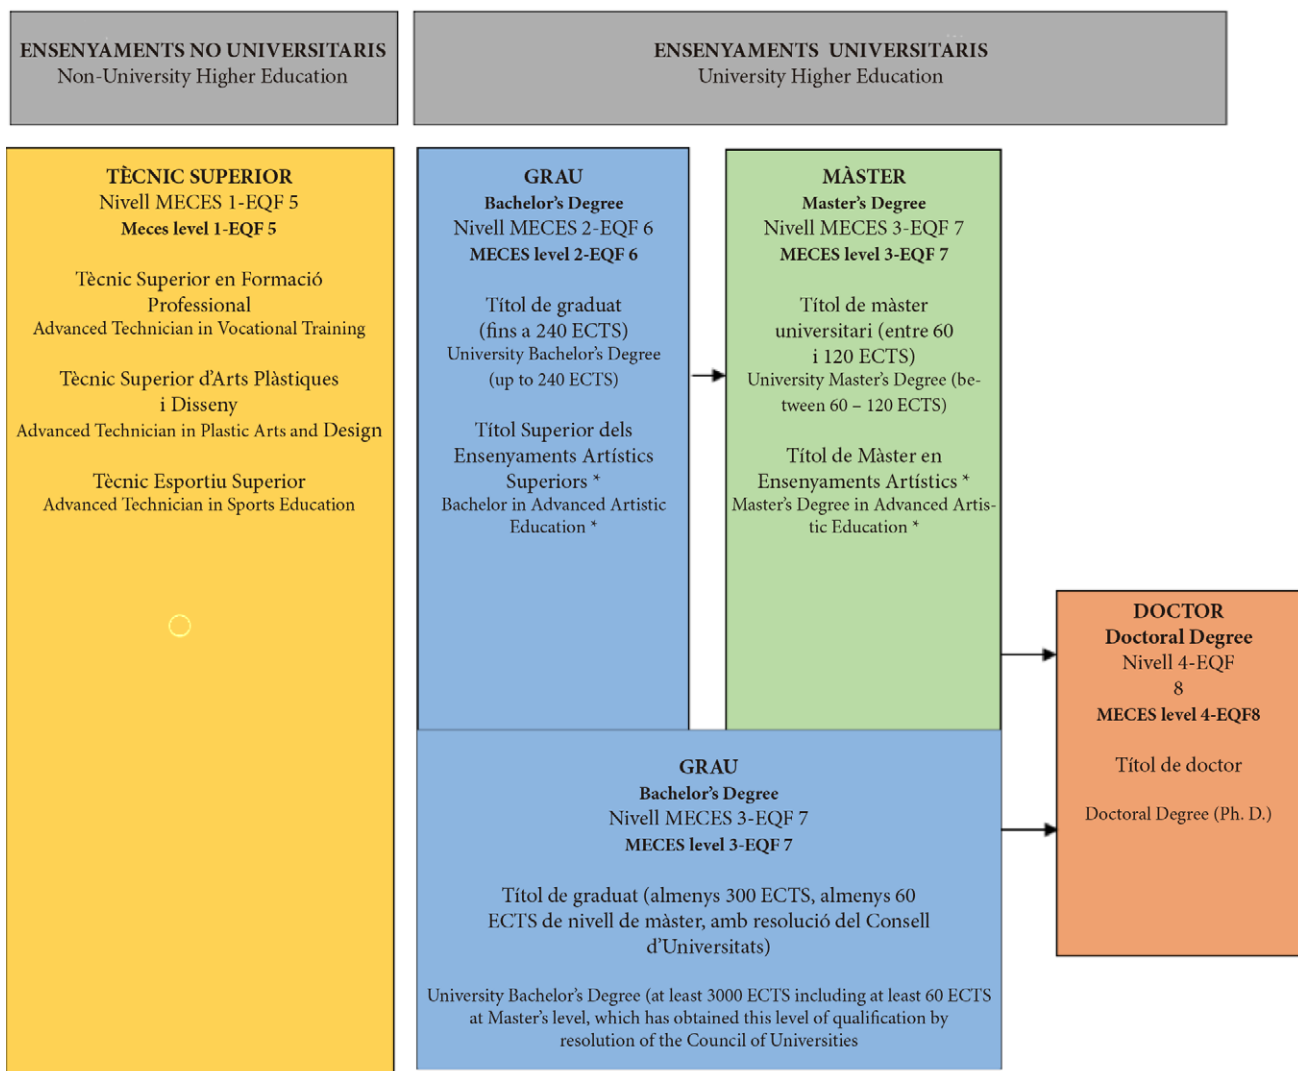 ENSENYAMENTS NO UNIVERSITARIS
Non-University Higher Education
ENSENYAMENTS UNIVERSITARIS
University Higher Education
TÈCNIC SUPERIOR
Nivell MECES 1-EQF 5
Meces level 1-EQF 5
Tècnic Superior en Formació
Professional
Advanced Technician in Vocational Training
Tècnic Superior d'Arts Plàstiques
i Disseny
Advanced Technician in Plastic Arts and Design
Tècnic Esportiu Superior
Advanced Technician in Sports Education
GRAU
Bachelor's Degree
Nivell MECES 2-EQF 6
MECES level 2-EQF 6
Títol de graduat
(fins a 240 ECTS)
University Bachelor's Degree
(up to 240 ECTS)
Títol Superior dels
Ensenyaments Artístics
Superiors *
Bachelor in Advanced Artistic
Education *
MÀSTER
Master's Degree
Nivell MECES 3-EQF 7
MECES level 3-EQF 7
Títol de màster
universitari (entre 60
i 120 ECTS)
University Master's Degree (be-
tween 60 – 120 ECTS)
Títol de Màster en
Ensenyaments Artístics *
Master's Degree in Advanced Artis-
tic Education *
GRAU
Bachelor's Degree
Nivell MECES 3-EQF 7
MECES level 3-EQF 7
Títol de graduat (almenys 300 ECTS, almenys 60
ECTS de nivell de màster, amb resolució del Consell
d'Universitats)
University Bachelor's Degree (at least 3000 ECTS including at least 60 ECTS
at Master's level, which has obtained this level of qualification by
resolution of the Council of Universities
DOCTOR
Doctoral Degree
Nivell 4-EQF
8
MECES level 4-EQF8
Títol de doctor
Doctoral Degree (Ph. D.)